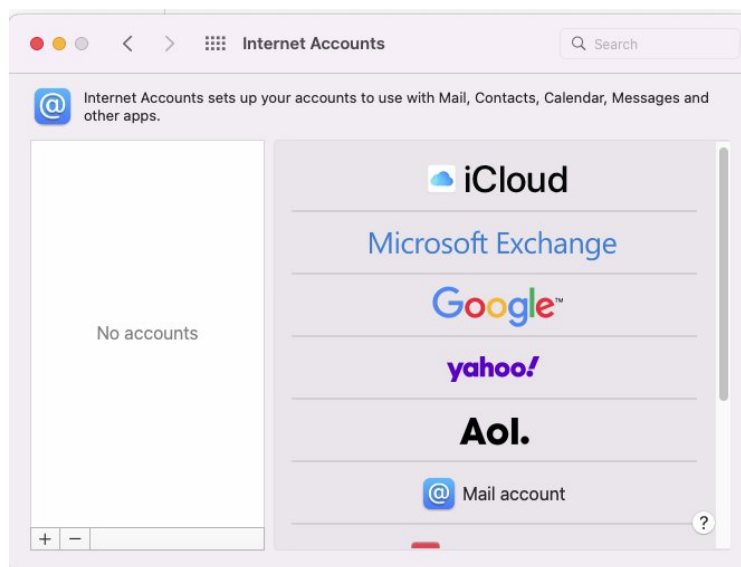 Internet Accounts
Search
@
Internet Accounts sets up your accounts to use with Mail, Contacts, Calendar, Messages and
other apps.
No accounts
iCloud
Microsoft Exchange
Google™
yahoo!
Aol.
@ Mail account
?
+ −